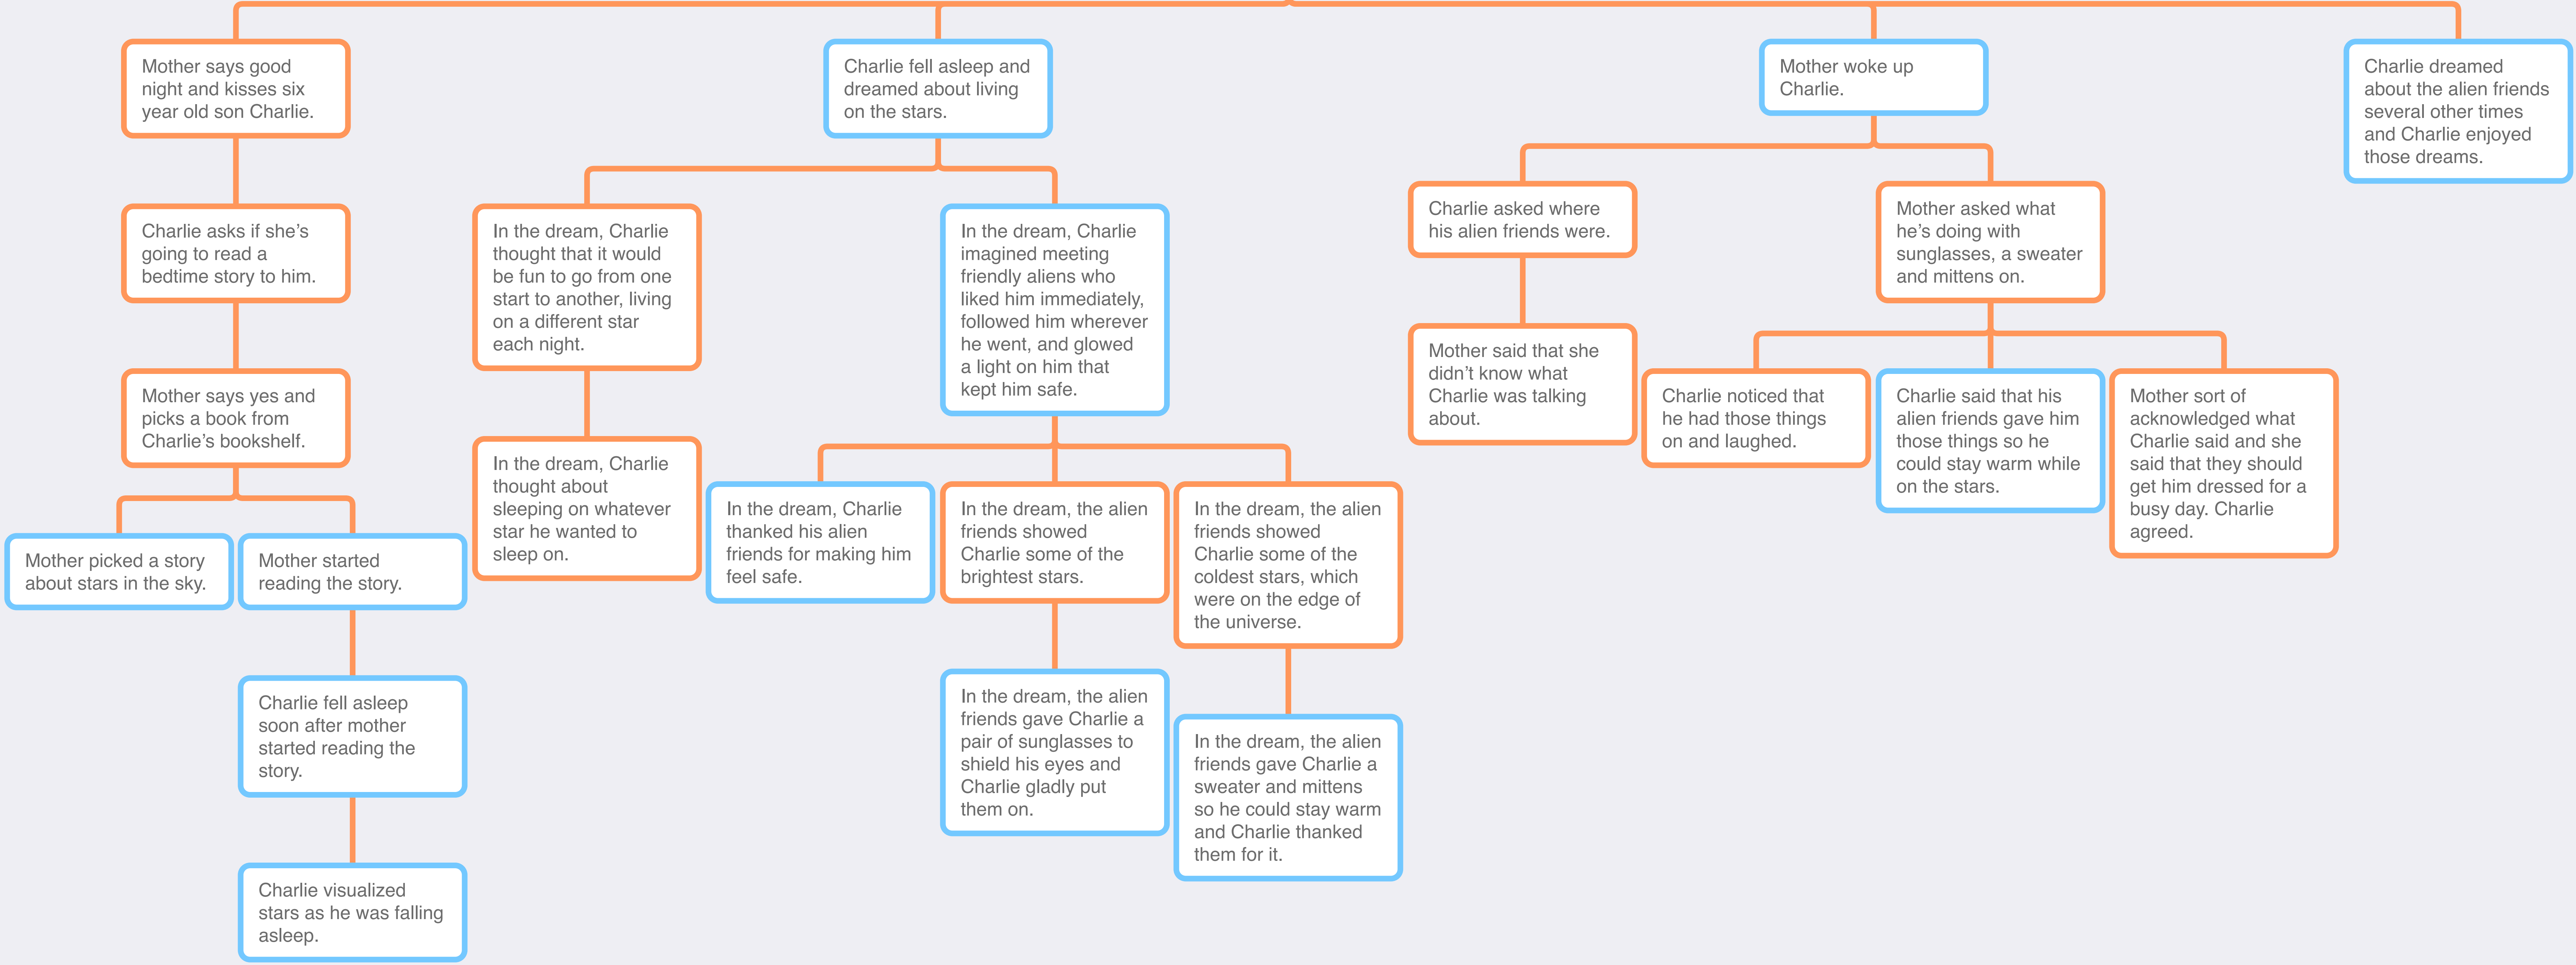 Mother says good
night and kisses six
year old son Charlie.
Charlie asks if she’s
going to read a
bedtime story to him.
Mother says yes and
picks a book from
Charlie’s bookshelf.
Mother picked a story
about stars in the sky.
Mother started
reading the story.
Charlie fell asleep
soon after mother
started reading the
story.
Charlie visualized
stars as he was falling
asleep.
Charlie fell asleep and
dreamed about living
on the stars.
In the dream, Charlie
thought that it would
be fun to go from one
start to another, living
on a different star
each night.
In the dream, Charlie
thought about
sleeping on whatever
star he wanted to
sleep on.
In the dream, Charlie
imagined meeting
friendly aliens who
liked him immediately,
followed him wherever
he went, and glowed
a light on him that
kept him safe.
In the dream, Charlie
thanked his alien
friends for making him
feel safe.
In the dream, the alien
friends showed
Charlie some of the
brightest stars.
In the dream, the alien
friends gave Charlie a
pair of sunglasses to
shield his eyes and
Charlie gladly put
them on.
In the dream, the alien
friends showed
Charlie some of the
coldest stars, which
were on the edge of
the universe.
In the dream, the alien
friends gave Charlie a
sweater and mittens
so he could stay warm
and Charlie thanked
them for it.
Mother woke up
Charlie.
Charlie asked where
his alien friends were.
Mother said that she
didn’t know what
Charlie was talking
about.
Mother asked what
he’s doing with
sunglasses, a sweater
and mittens on.
Charlie noticed that
he had those things
on and laughed.
Charlie said that his
alien friends gave him
those things so he
could stay warm while
on the stars.
Mother sort of
acknowledged what
Charlie said and she
said that they should
get him dressed for a
busy day. Charlie
agreed.
Charlie dreamed
about the alien friends
several other times
and Charlie enjoyed
those dreams.